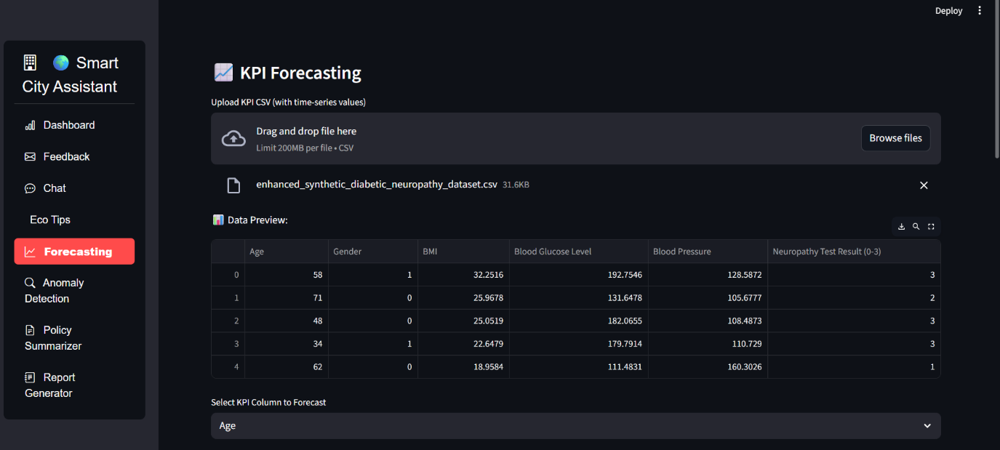 Deploy
Smart
City Assistant
Dashboard
Feedback
Chat
Eco Tips
Forecasting
Anomaly
Detection
Policy
Summarizer
Report
Generator
KPI Forecasting
Upload KPI CSV (with time-series values)
Drag and drop file here
Limit 200MB per file • CSV
Browse files
enhanced_synthetic_diabetic_neuropathy_dataset.csv 31.6KB
Data Preview:
Age Gender BMI Blood Glucose Level Blood Pressure Neuropathy Test Result (0-3)
0 58 1 32.2516 192.7546 128.5872 3
1 71 0 25.9678 131.6478 105.6777 2
2 48 0 25.0519 182.0655 108.4873 3
3 34 1 22.6479 179.7914 110.729 3
4 62 0 18.9584 111.4831 160.3026 1
Select KPI Column to Forecast
Age